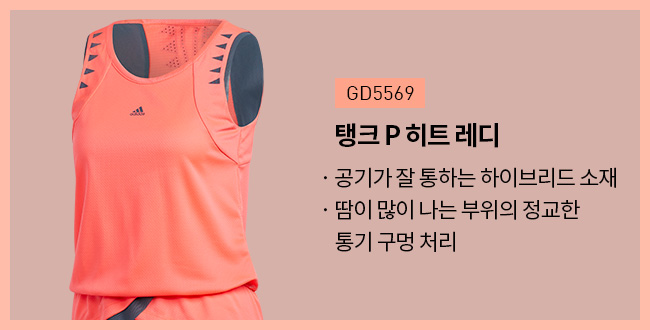 adidas
GD5569
탱크 P 히트 레디
· 공기가 잘 통하는 하이브리드 소재
· 땀이 많이 나는 부위의 정교한
통기 구멍 처리